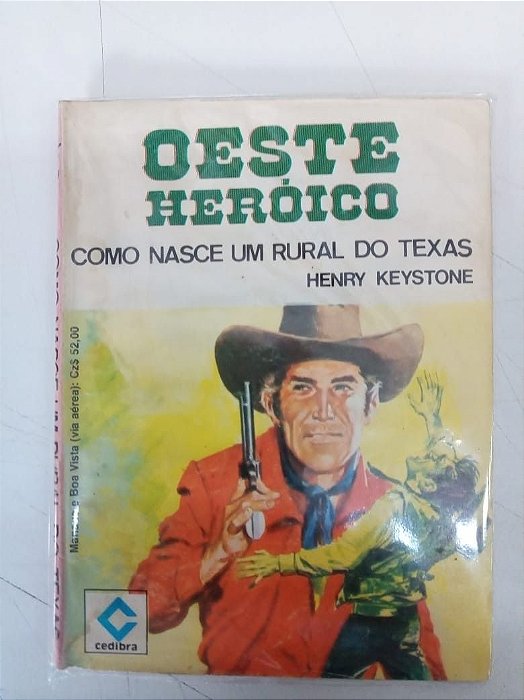 OESTE
HERÓICO
COMO NASCE UM RURAL DO TEXAS
HENRY KEYSTONE
Manaus e Boa Vista (via aérea): Cz$ 52,00
cedibra